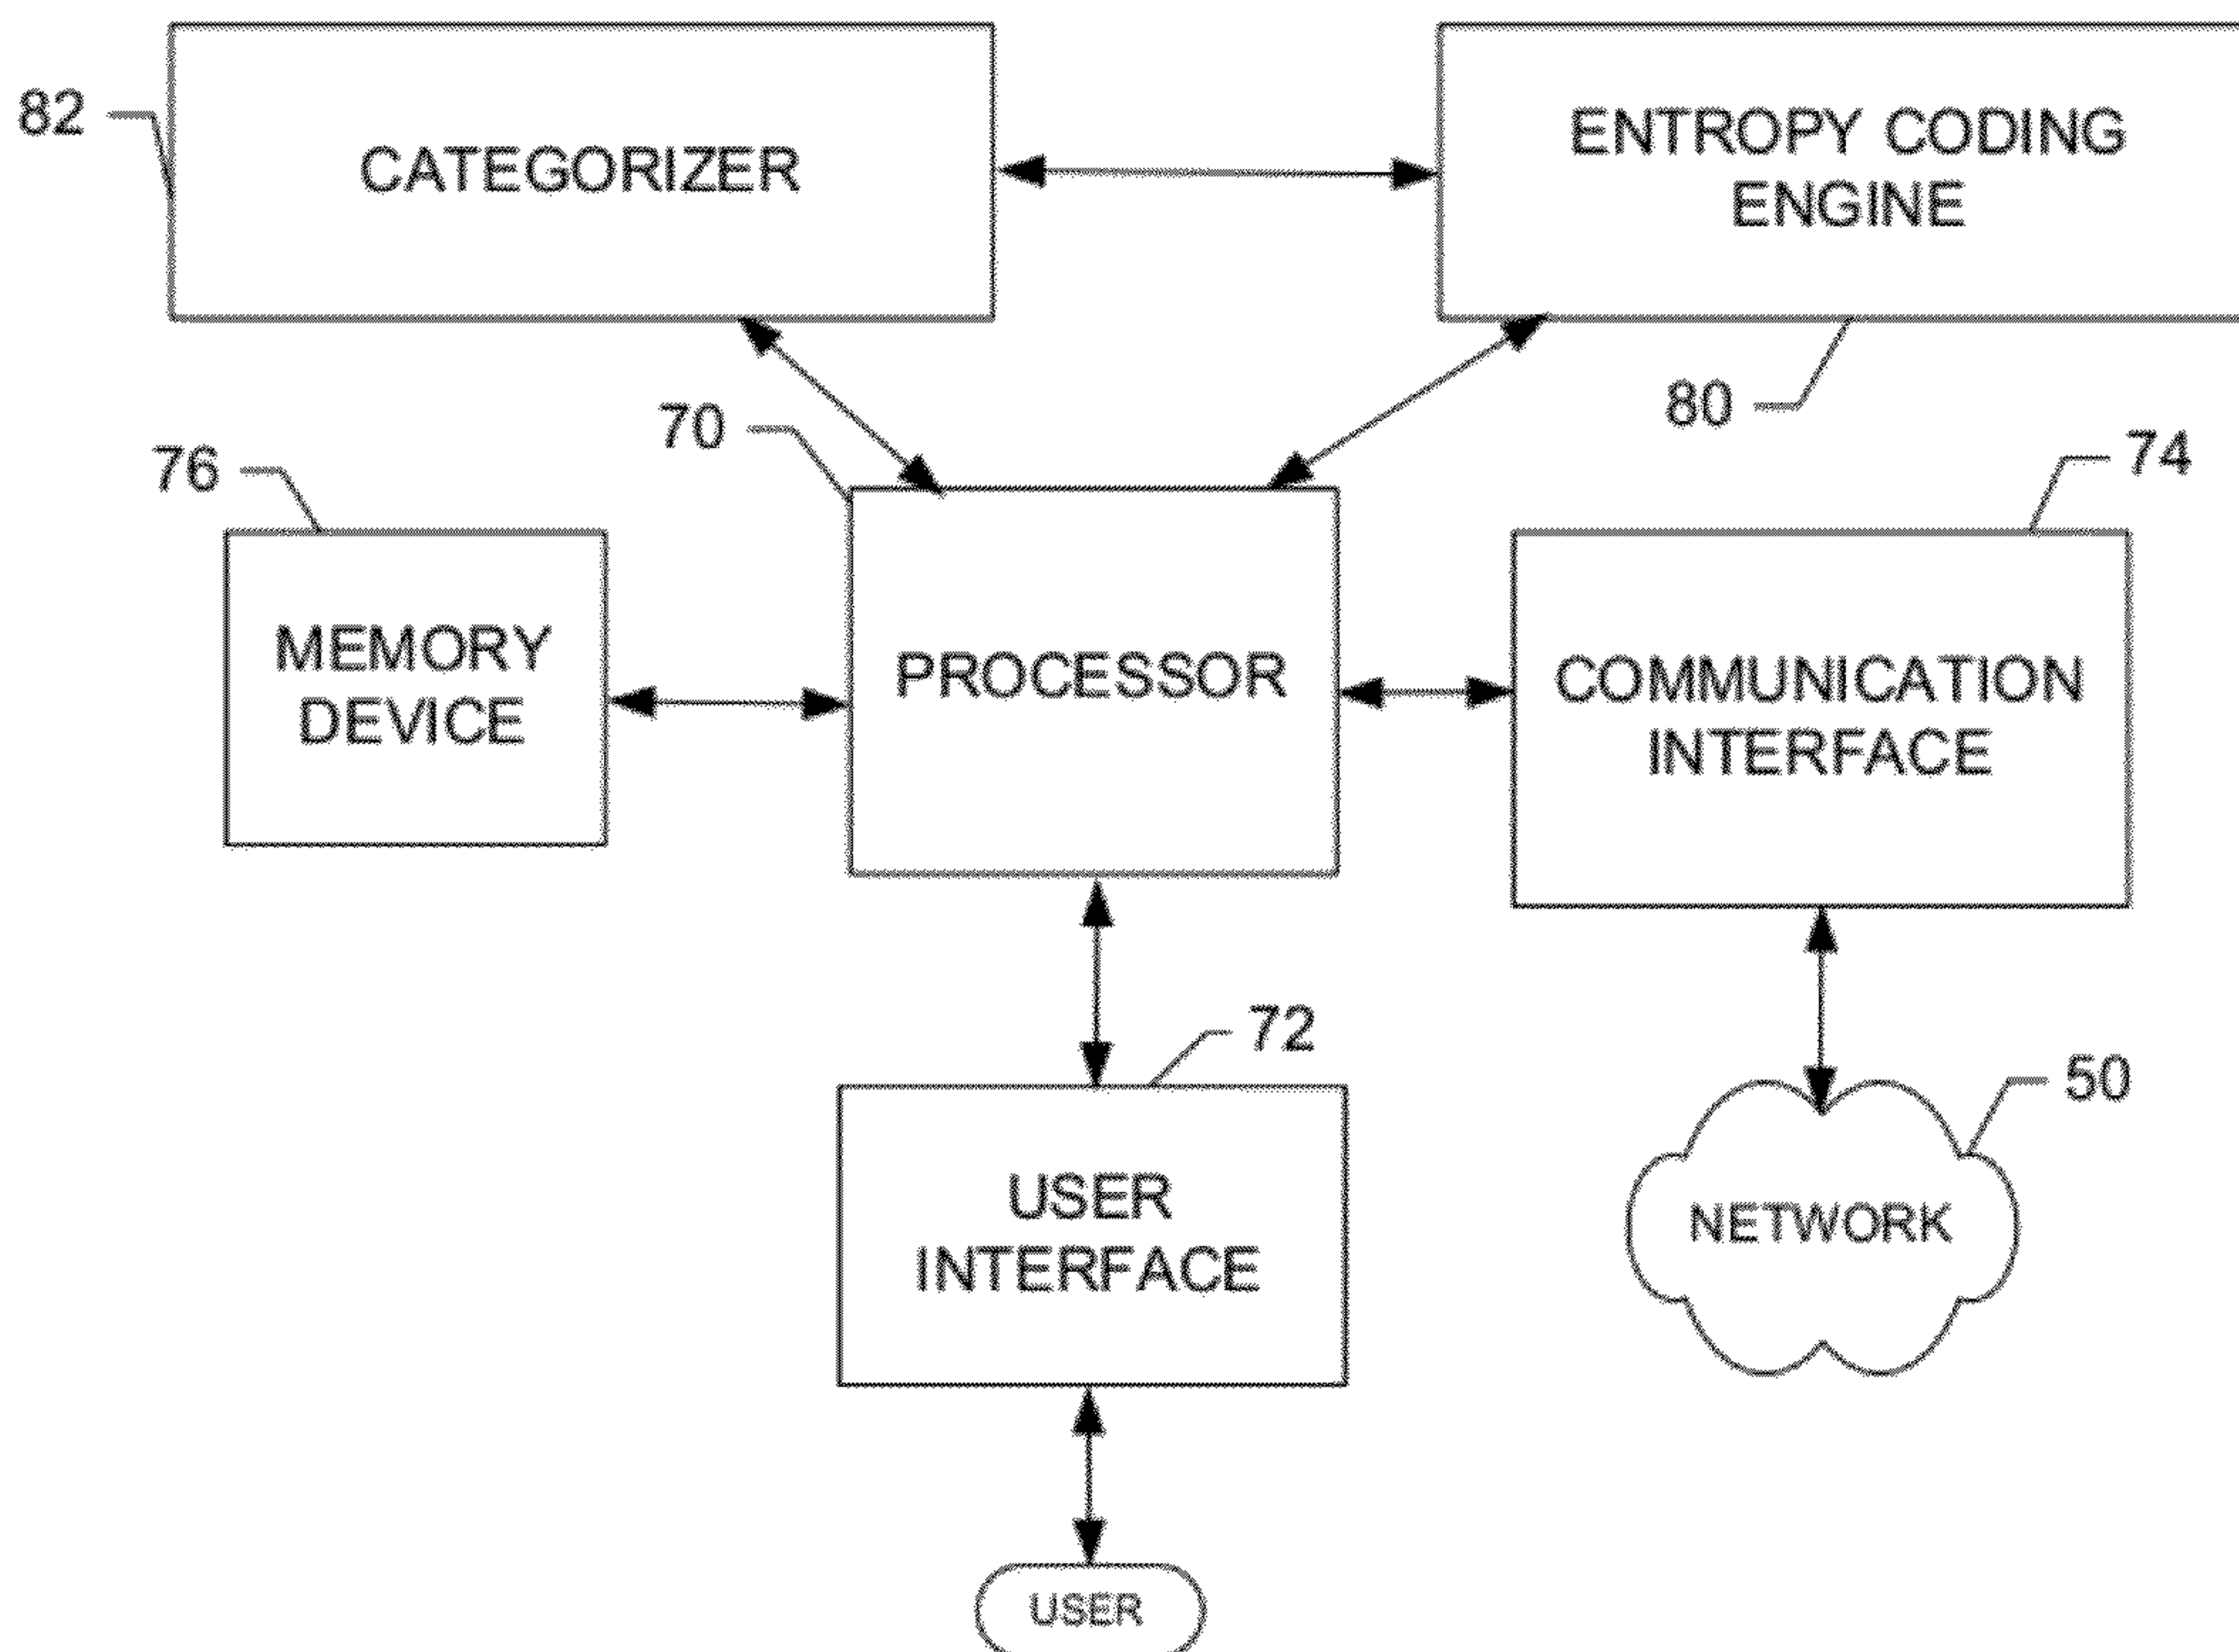 82
CATEGORIZER
ENTROPY CODING
ENGINE
80
70
76
74
MEMORY
DEVICE
PROCESSOR
COMMUNICATION
INTERFACE
72
50
USER
INTERFACE
NETWORK
USER